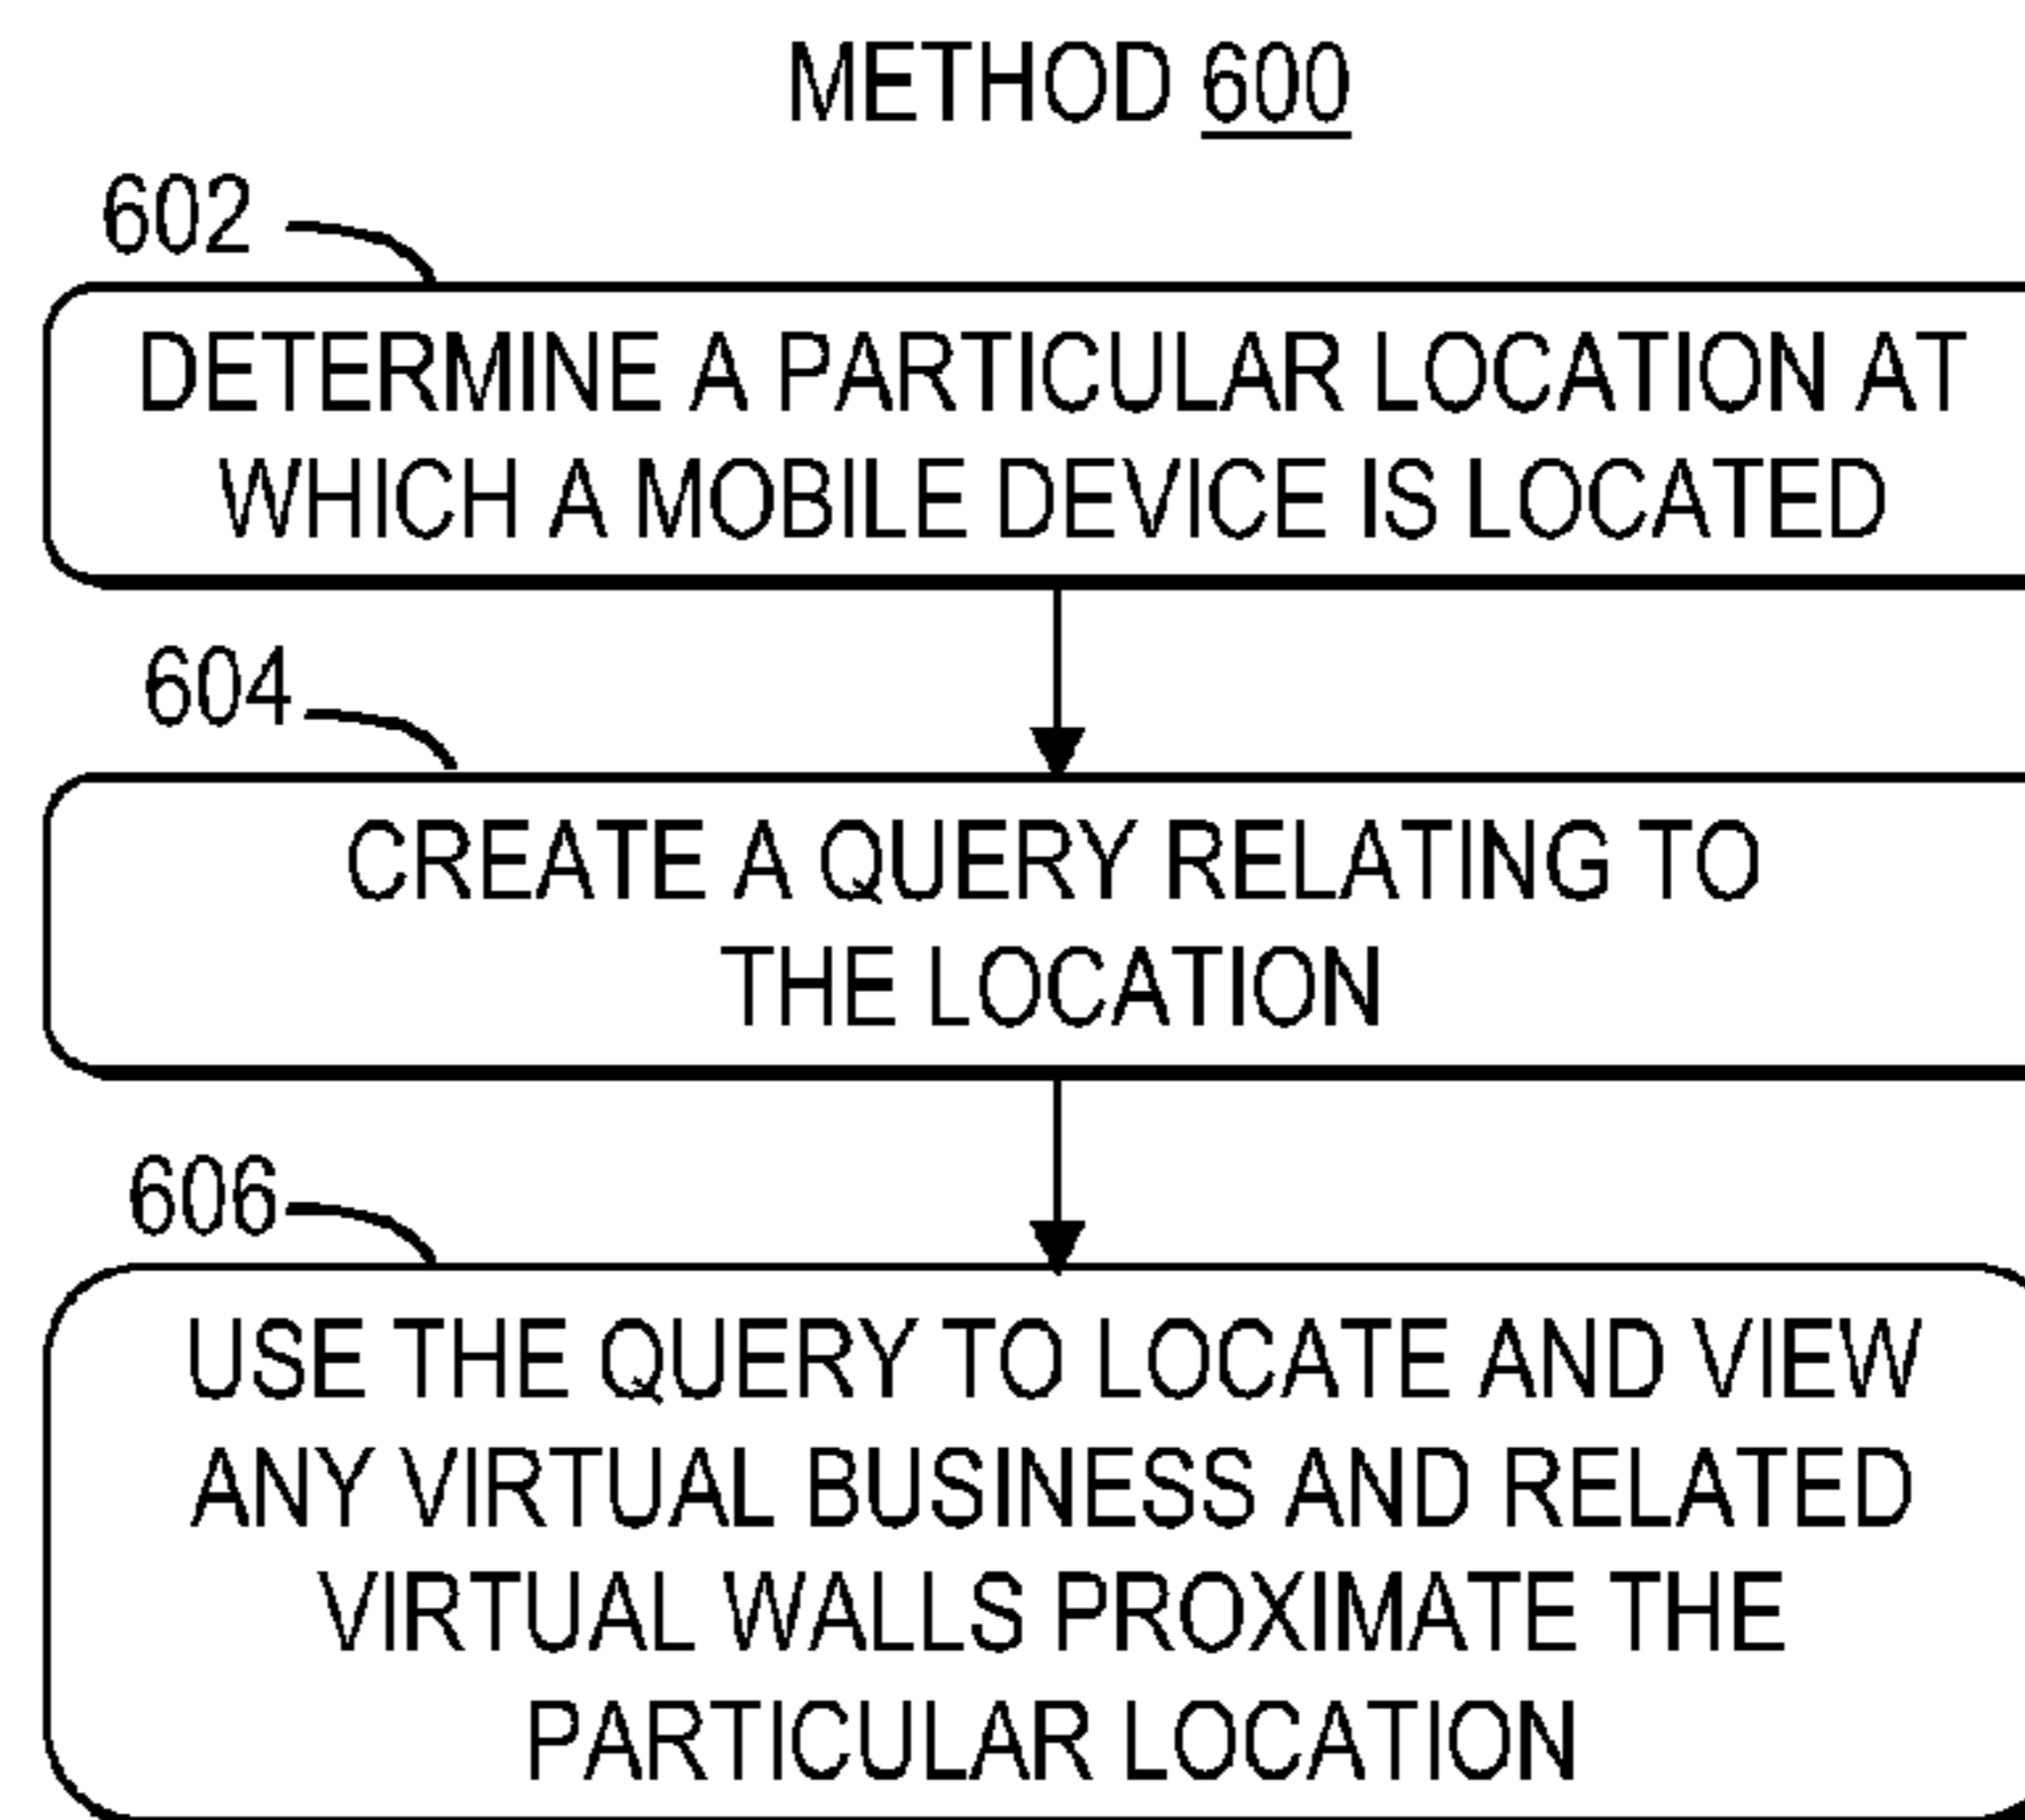 METHOD 600
602
DETERMINE A PARTICULAR LOCATION AT
WHICH A MOBILE DEVICE IS LOCATED
604
CREATE A QUERY RELATING TO
THE LOCATION
606
USE THE QUERY TO LOCATE AND VIEW
ANY VIRTUAL BUSINESS AND RELATED
VIRTUAL WALLS PROXIMATE THE
PARTICULAR LOCATION